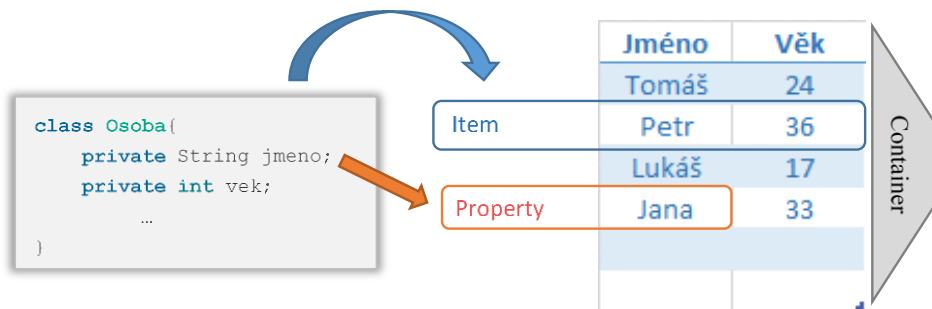 class Osoba{
private String jmeno;
private int vek;
…
}
Item
Property
Jméno Věk
Tomáš 24
Petr 36
Lukáš 17
Jana 33
Container